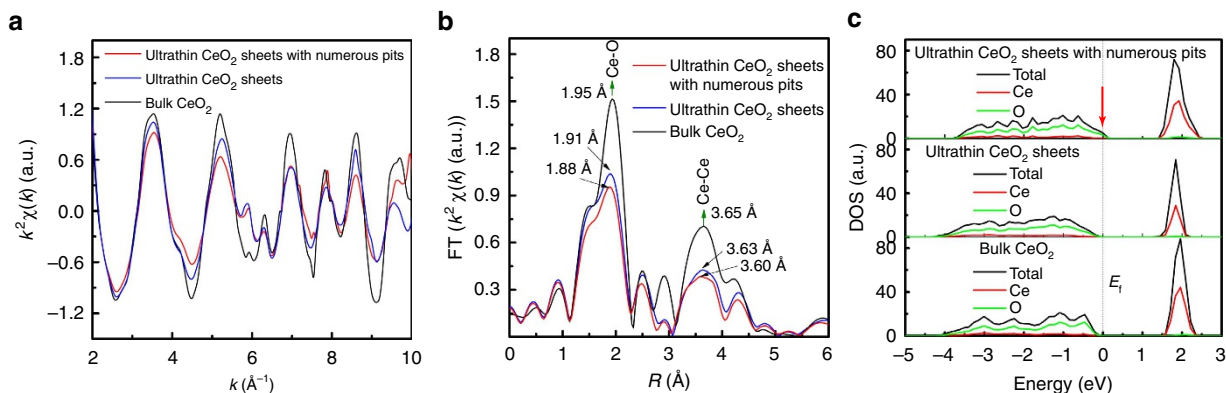 a
k²χ(k) (a.u.)
1.8
1.2
0.6
0.0
−0.6
−1.2
Ultrathin CeO₂ sheets with numerous pits
Ultrathin CeO₂ sheets
Bulk CeO₂
2
4
6
8
10
k (Å⁻¹)
b
FT (k² χ(k) (a.u.))
1.8
1.5
1.2
0.9
0.6
0.3
Ce-O
Ultrathin CeO₂ sheets
with numerous pits
Ultrathin CeO₂ sheets
Bulk CeO₂
1.95 Å
1.91 Å
1.88 Å
Ce-Ce
3.65 Å
3.63 Å
3.60 Å
0
1
2
3
4
5
6
R (Å)
c
DOS (a.u.)
80
Ultrathin CeO₂ sheets with numerous pits
Total
Ce
O
40
0
Ultrathin CeO₂ sheets
Total
Ce
O
40
0
Bulk CeO₂
Total
Ce
O
80
40
0
Ef
−5
−4
−3
−2
−1
0
1
2
3
Energy (eV)